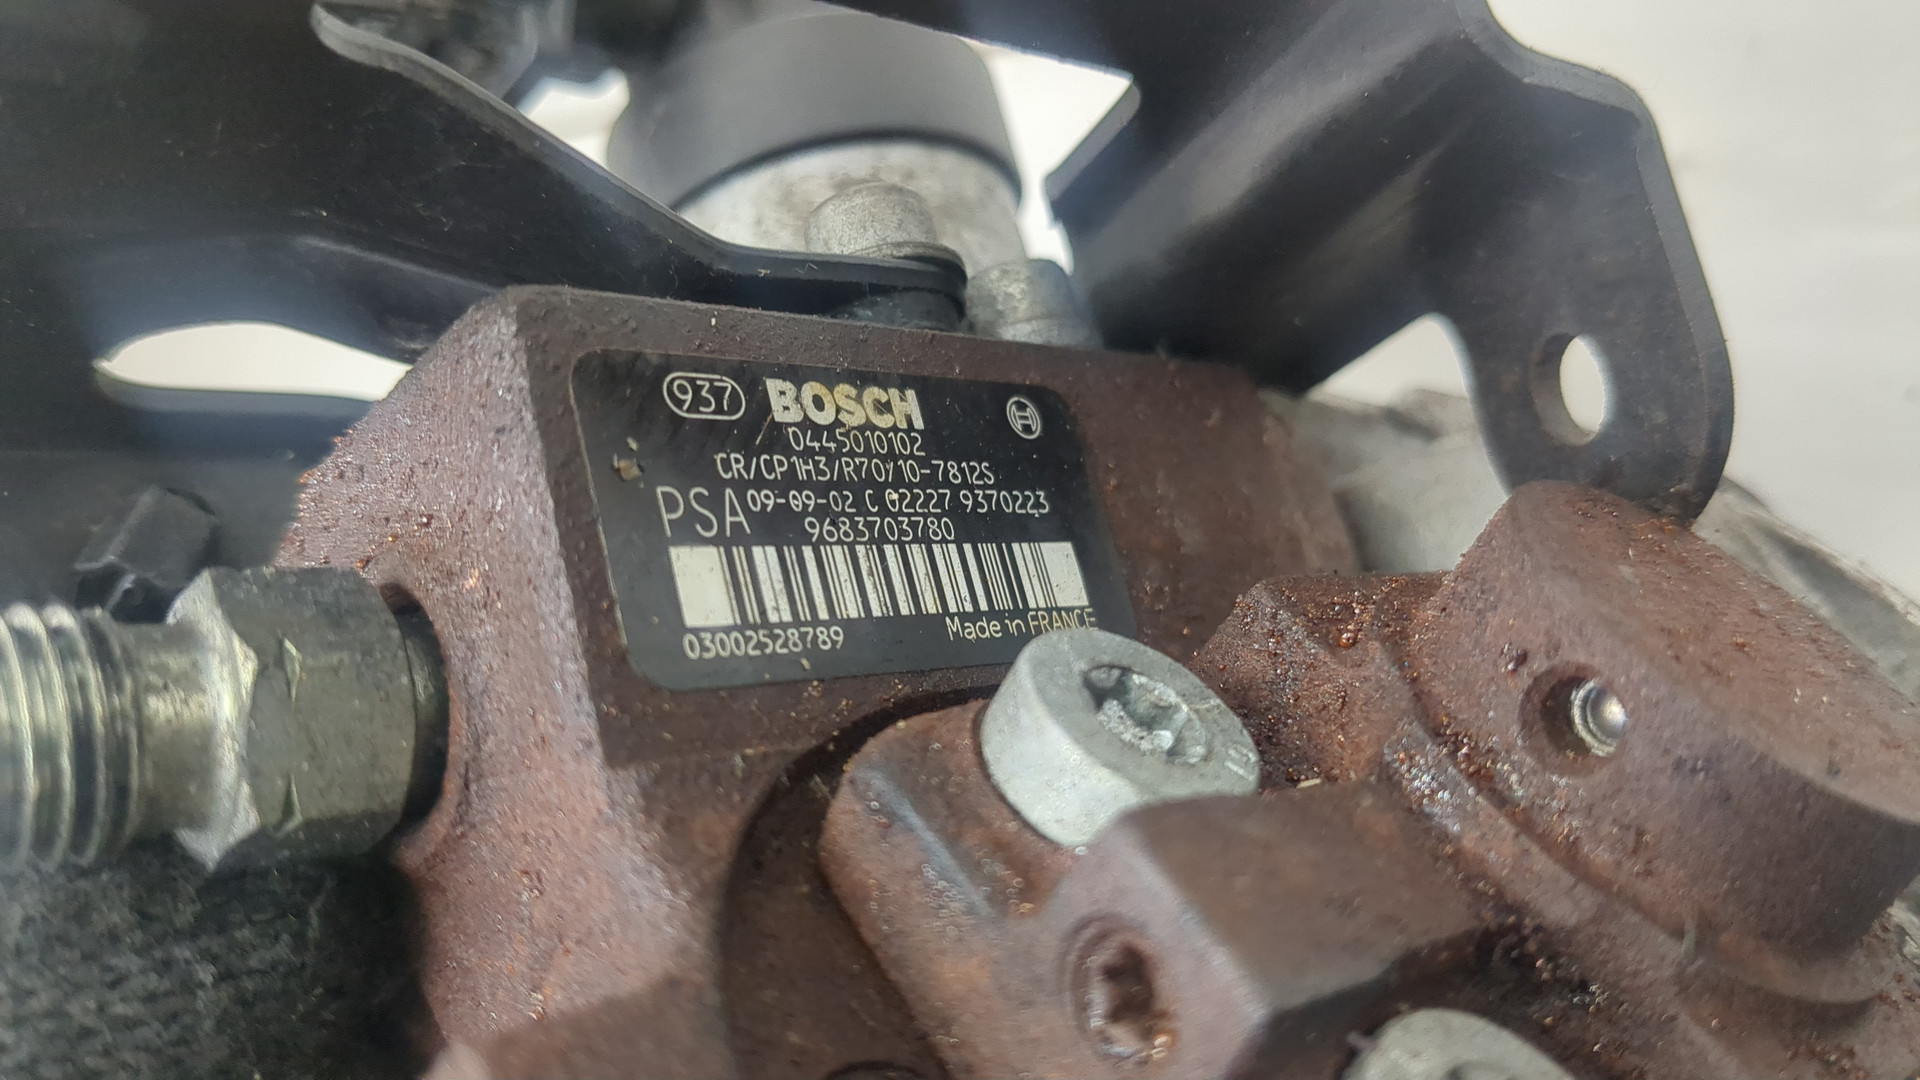 937 BOSCH
0445010102
CR/CP1H3/R70/10-7812S
PSA 09-09-02 C 02227 9370223
9683703780
03002528789 Made in FRANCE